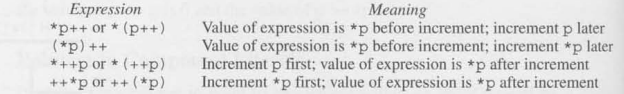 Expression Meaning
*p++ or * (p++) Value of expression is *p before increment; increment p later
(*p) ++ Value of expression is *p before increment; increment *p later
*++p or * (++p) Increment p first; value of expression is *p after increment
++*p or ++ (*p) Increment *p first; value of expression is *p after increment